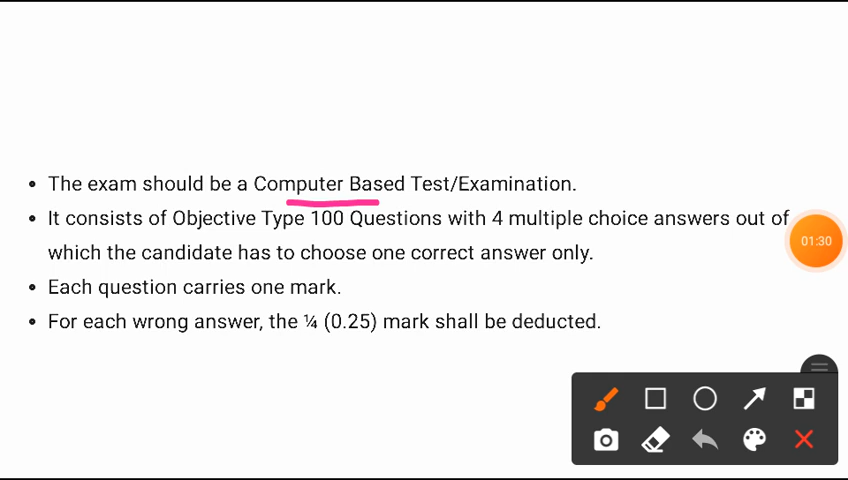 • The exam should be a Computer Based Test/Examination.
• It consists of Objective Type 100 Questions with 4 multiple choice answers out of
which the candidate has to choose one correct answer only.
• Each question carries one mark.
• For each wrong answer, the ¼ (0.25) mark shall be deducted.
01:30